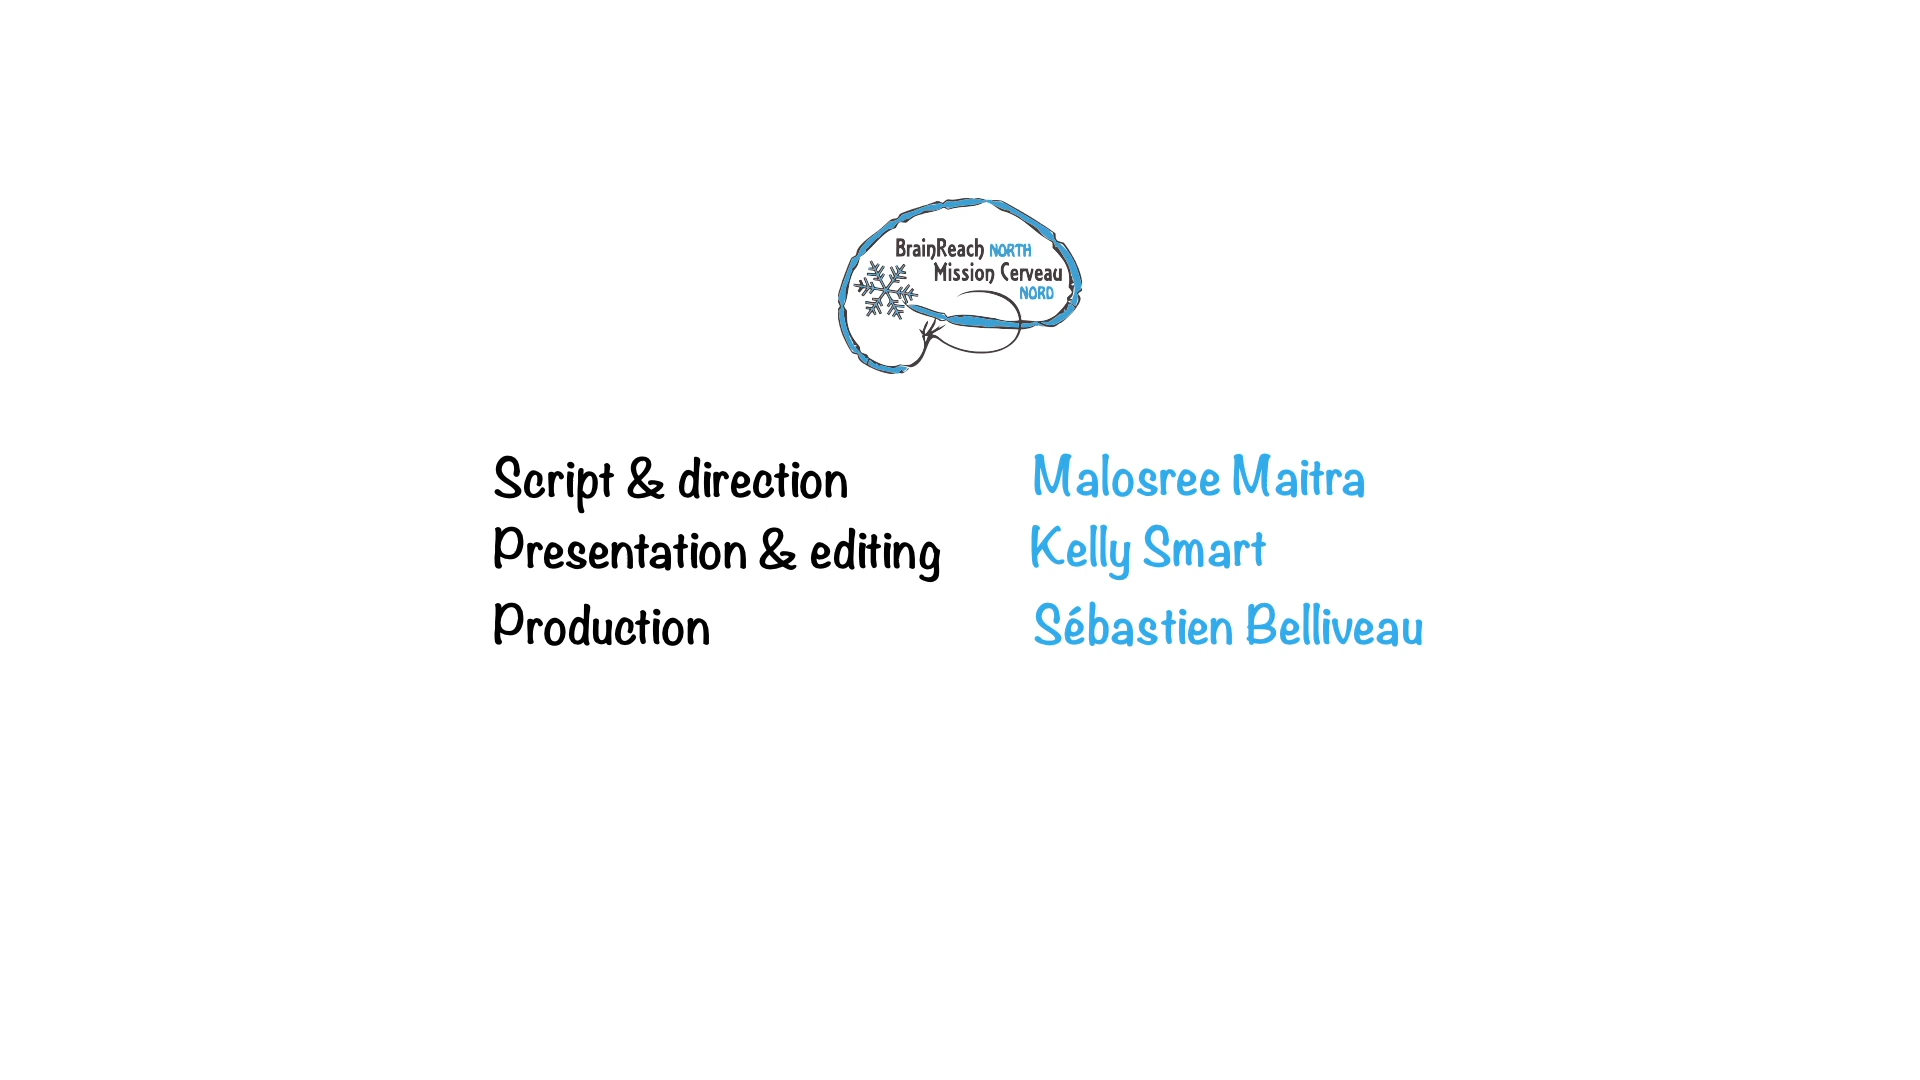 BrainReach NORTH
Mission Cerveau
NORD
Script & direction Malosree Maitra
Presentation & editing Kelly Smart
Production Sébastien Belliveau